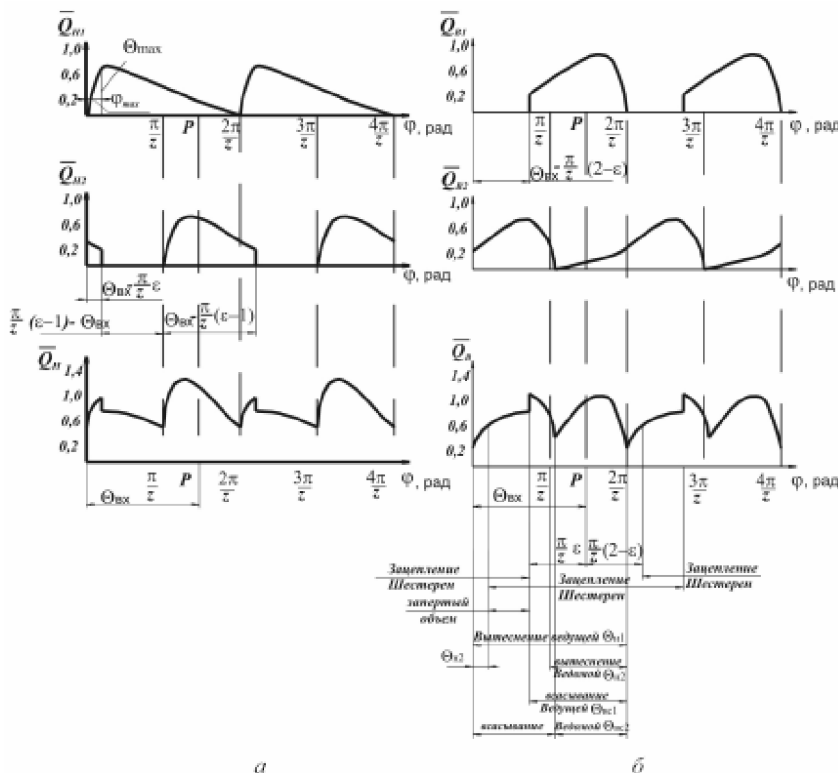 Q̅н1
1,0
0,6
0,2
Θmax
φmax
π/z
P
2π/z
3π/z
4π/z
φ, рад
Q̅н2
1,0
0,6
0,2
φ, рад
Θвх-π/z ε
π/z (ε-1)- Θвх
Θвх-π/z(ε-1)
Q̅н
1,4
1,0
0,6
0,2
π/z
P
2π/z
3π/z
4π/z
φ, рад
Θвх
а
Q̅в1
1,0
0,6
0,2
π/z
P
2π/z
3π/z
4π/z
φ, рад
Θвх-π/z (2-ε)
1,0
0,6
0,2
φ, рад
1,4
1,0
0,6
0,2
π/z
P
2π/z
3π/z
4π/z
φ, рад
Θвх
π/z ε
π/z(2-ε)
Зацепление
Шестерен
Зацепление
Шестерен
Зацепление
Шестерен
запертый
объем
Вытеснение ведущей Θн1
вытеснение
Ведомой Θн2
всасывание
Ведущей Θвс1
всасывание
Ведомой Θвс2
б